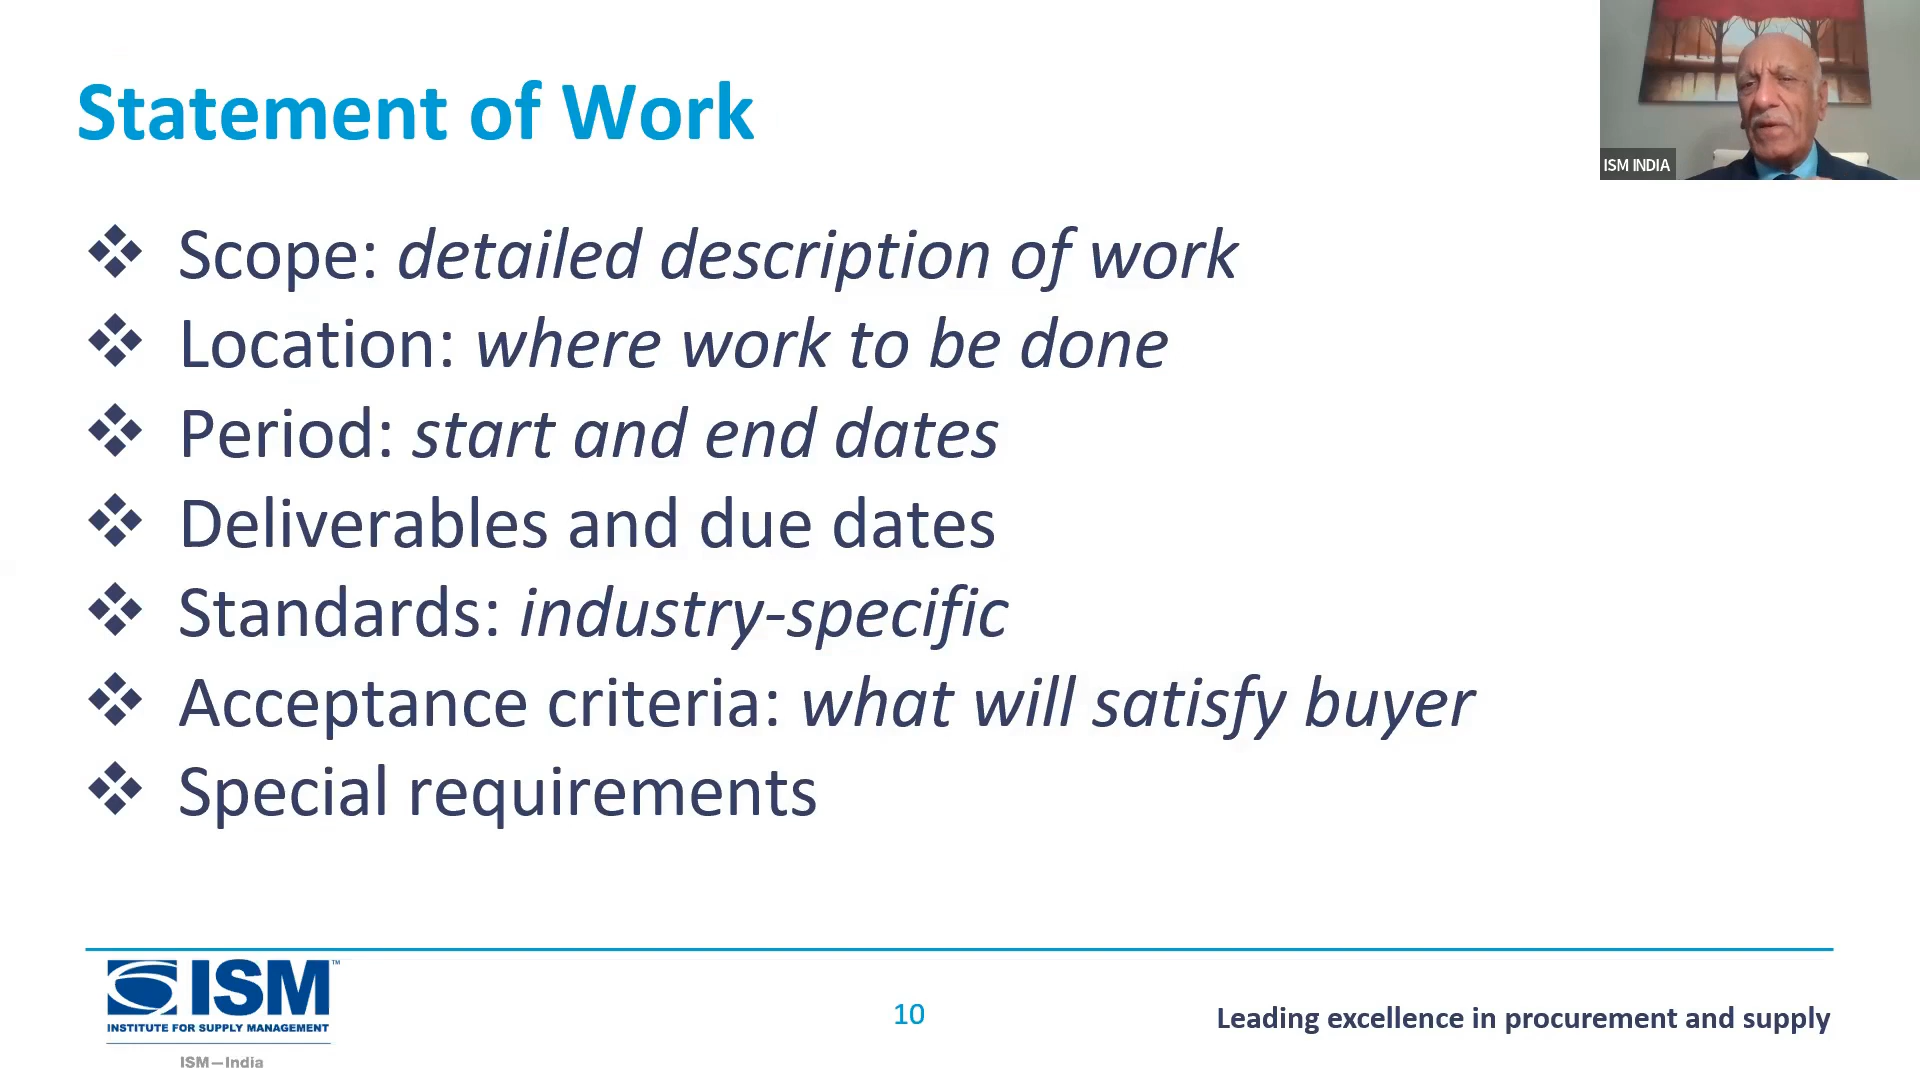 Statement of Work
ISM INDIA
❖ Scope: detailed description of work
❖ Location: where work to be done
❖ Period: start and end dates
❖ Deliverables and due dates
❖ Standards: industry-specific
❖ Acceptance criteria: what will satisfy buyer
❖ Special requirements
ISM™
INSTITUTE FOR SUPPLY MANAGEMENT
ISM—India
10
Leading excellence in procurement and supply